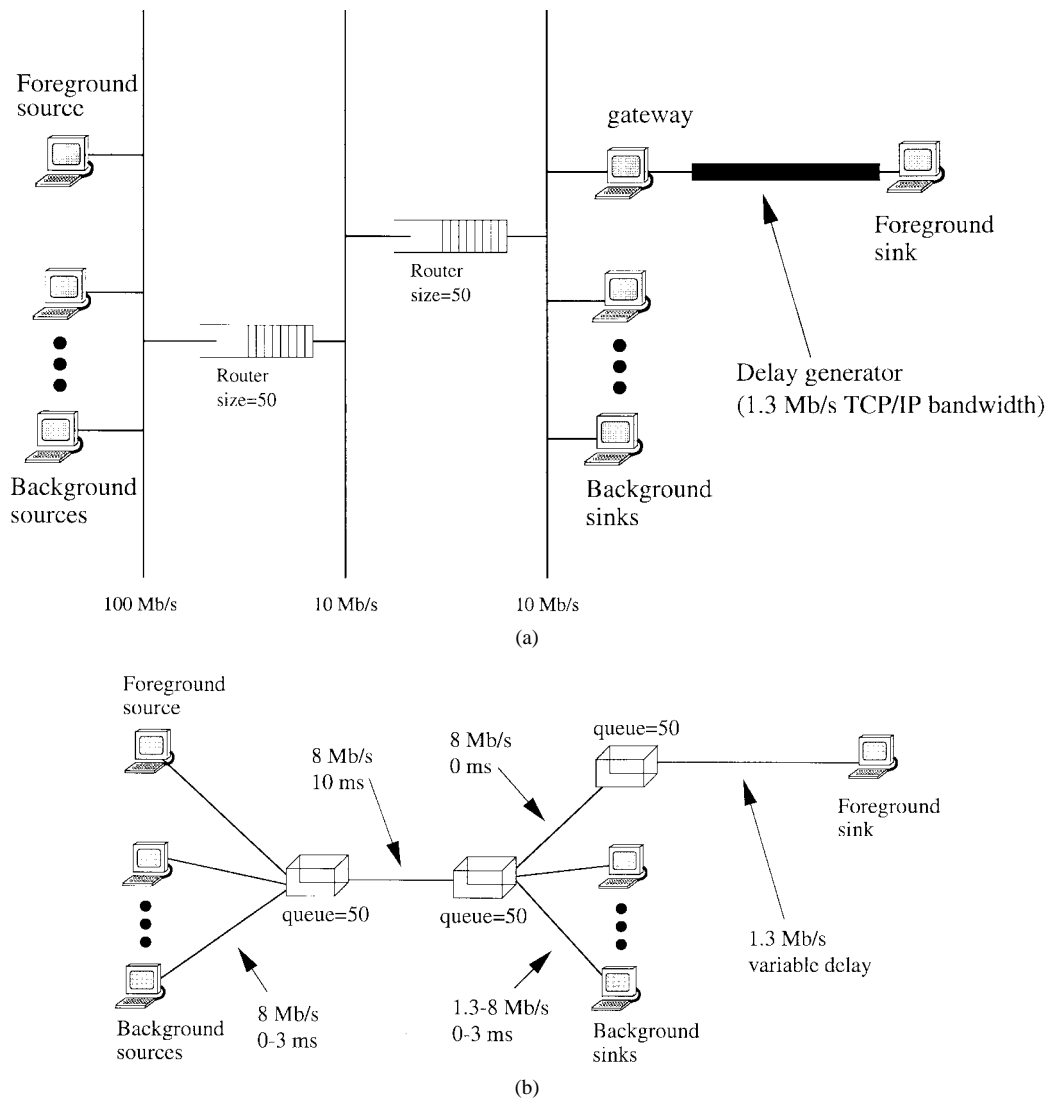 Foreground
source
gateway
Foreground
sink
Router
size=50
Router
size=50
Delay generator
(1.3 Mb/s TCP/IP bandwidth)
Background
sources
Background
sinks
100 Mb/s
10 Mb/s
10 Mb/s
(a)
Foreground
source
8 Mb/s
10 ms
8 Mb/s
0 ms
queue=50
Foreground
sink
queue=50
queue=50
1.3 Mb/s
variable delay
Background
sources
8 Mb/s
0-3 ms
1.3-8 Mb/s
0-3 ms
Background
sinks
(b)